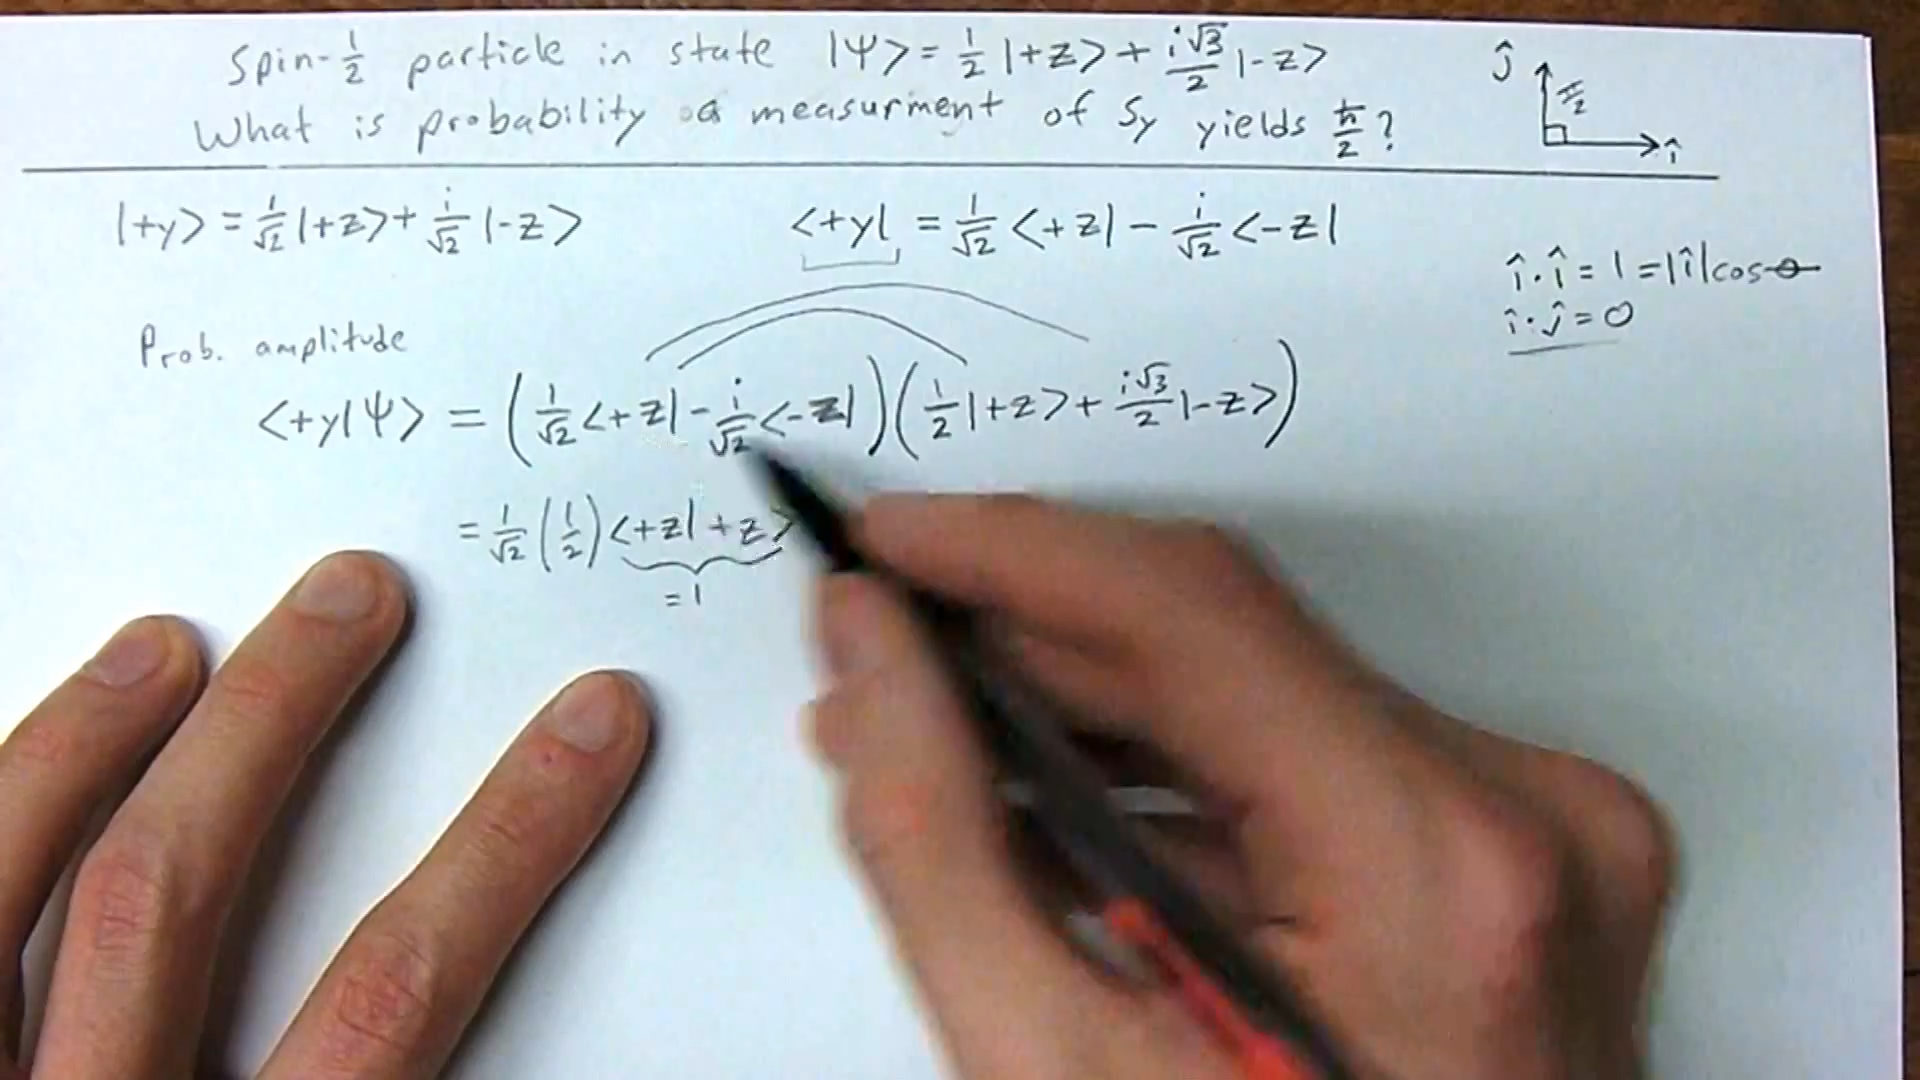 Spin-1/2 particle in state |Ψ> = 1/2 |+z> + i√3/2 |-z>
What is probability a measurment of Sy yields ħ/2?
ĵ
π/2
î
|+y> = 1/√2 |+z> + i/√2 |-z>
<+y| = 1/√2 <+z| - i/√2 <-z|
î·î = 1 = |î|cosθ
î·ĵ = 0
Prob. amplitude
<+y|Ψ> = (1/√2 <+z| - i/√2 <-z|)(1/2 |+z> + i√3/2 |-z>)
= 1/√2 (1/2) <+z|+z>
= 1